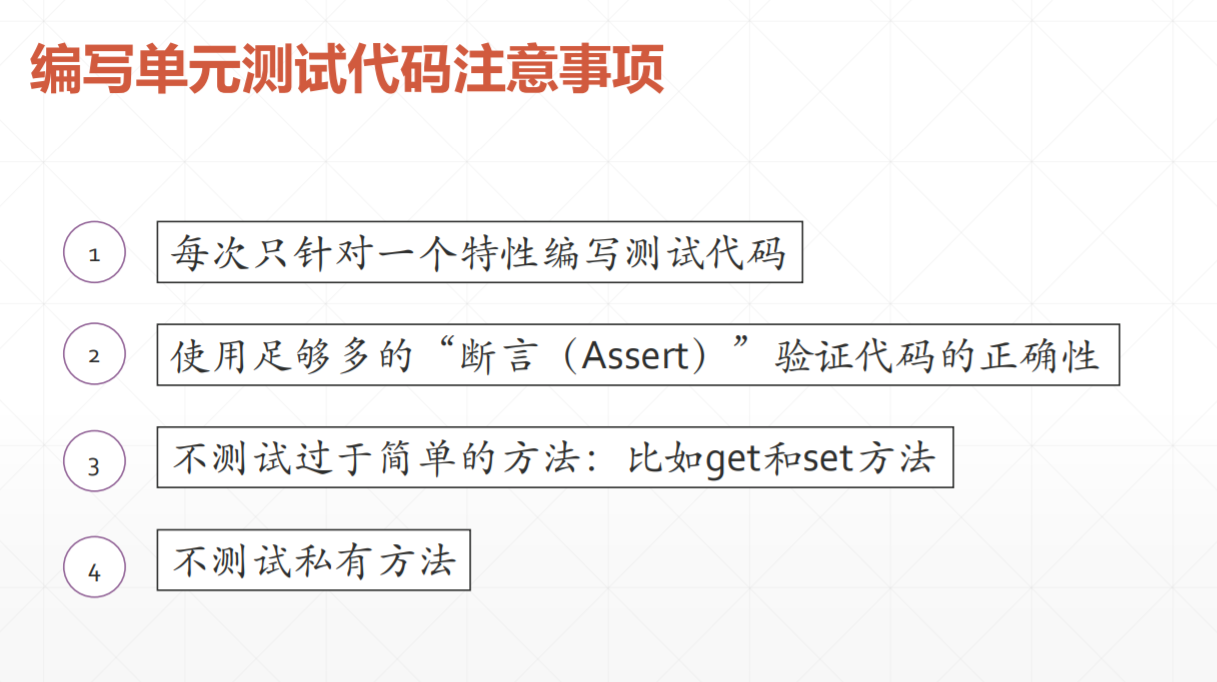 编写单元测试代码注意事项
1 每次只针对一个特性编写测试代码
2 使用足够多的“断言（Assert）”验证代码的正确性
3 不测试过于简单的方法：比如get和set方法
4 不测试私有方法